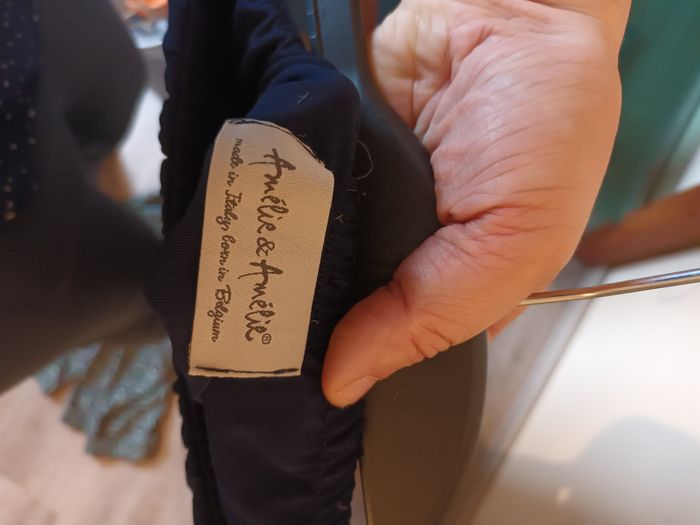 Amélie & Amélie®
made in Italy, born in Belgium